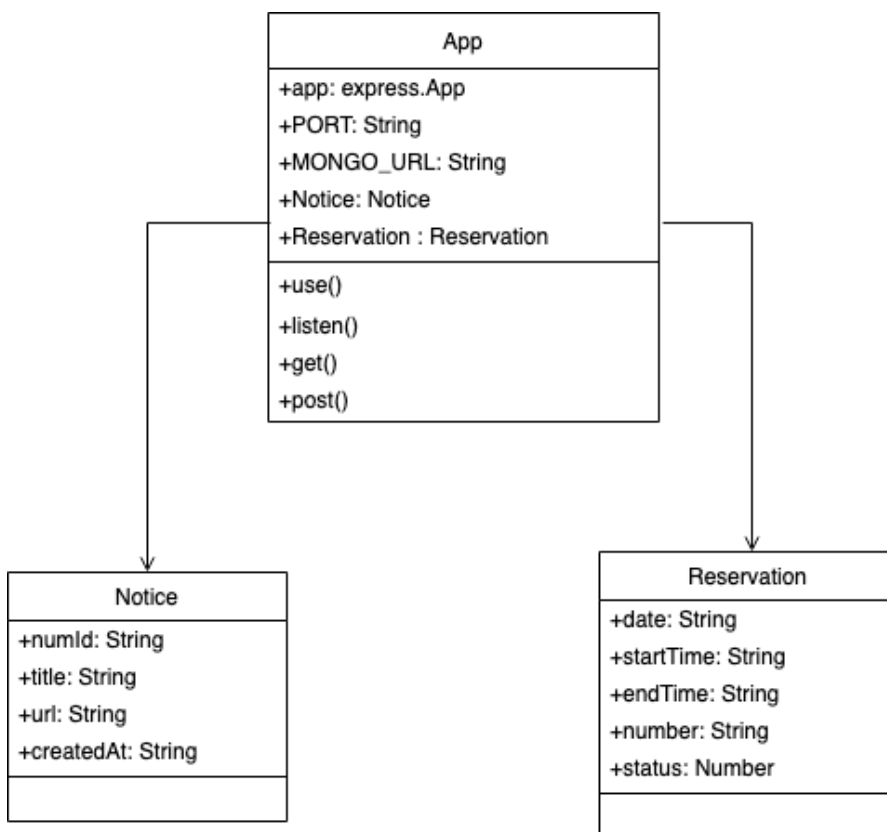 App
+app: express.App
+PORT: String
+MONGO_URL: String
+Notice: Notice
+Reservation : Reservation
+use()
+listen()
+get()
+post()
Notice
+numId: String
+title: String
+url: String
+createdAt: String
Reservation
+date: String
+startTime: String
+endTime: String
+number: String
+status: Number